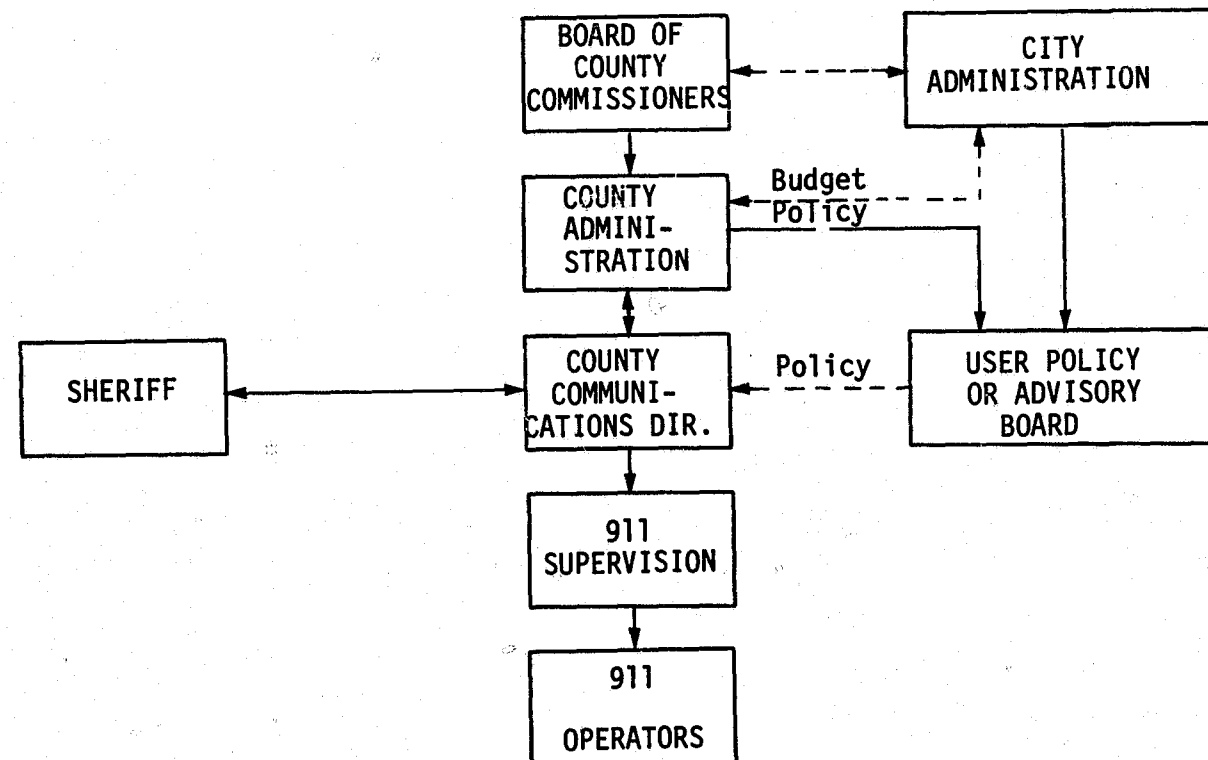 BOARD OF
COUNTY
COMMISSIONERS
CITY
ADMINISTRATION
COUNTY
ADMINI-
STRATION
Budget
Policy
SHERIFF
COUNTY
COMMUNI-
CATIONS DIR.
Policy
USER POLICY
OR ADVISORY
BOARD
911
SUPERVISION
911
OPERATORS